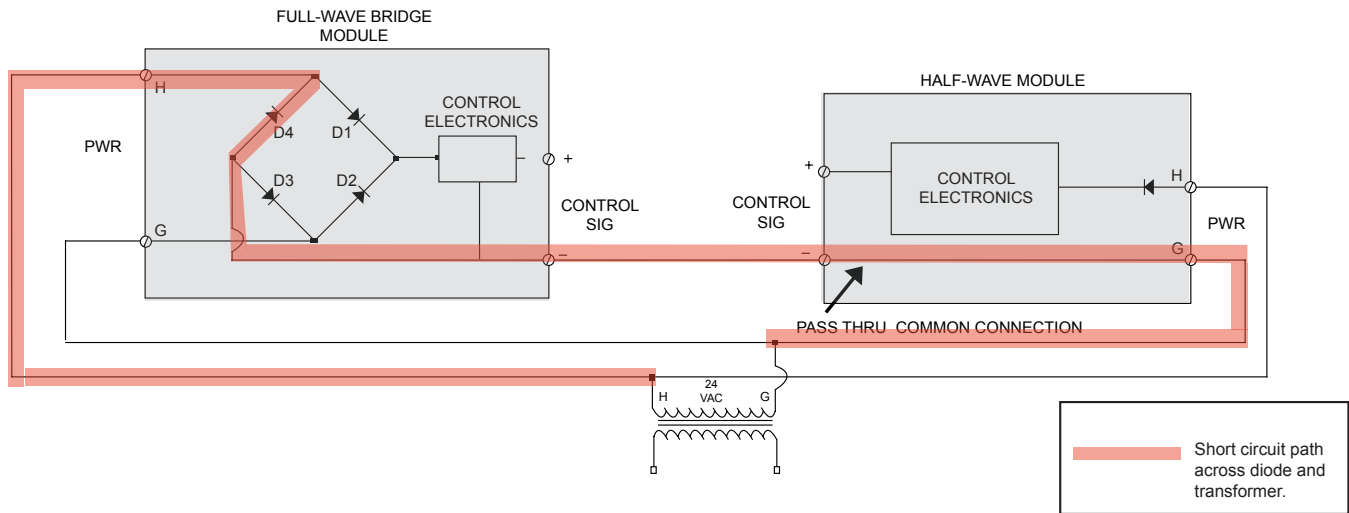 FULL-WAVE BRIDGE
MODULE
H
PWR
D4
D1
D3
D2
G
CONTROL
ELECTRONICS
+
–
CONTROL
SIG
–
HALF-WAVE MODULE
+
CONTROL
SIG
–
CONTROL
ELECTRONICS
H
PWR
G
PASS THRU COMMON CONNECTION
H
24
VAC
G
Short circuit path
across diode and
transformer.